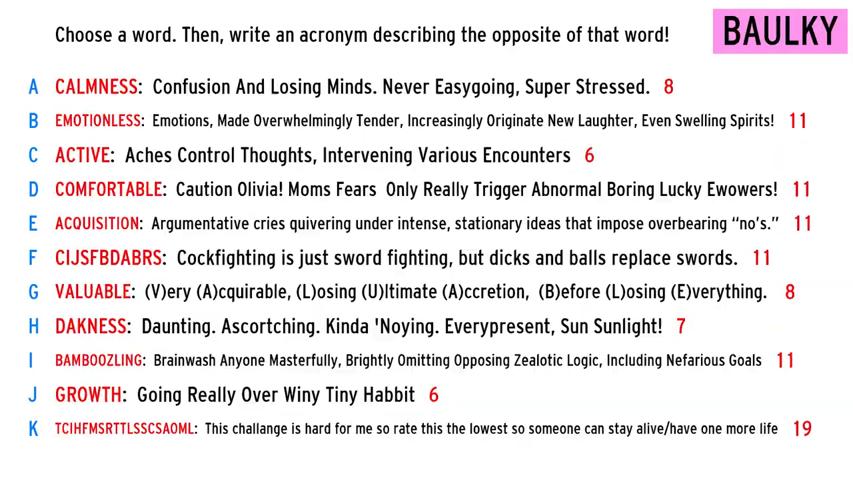 Choose a word. Then, write an acronym describing the opposite of that word!
BAULKY
A CALMNESS: Confusion And Losing Minds. Never Easygoing, Super Stressed. 8
B EMOTIONLESS: Emotions, Made Overwhelmingly Tender, Increasingly Originate New Laughter, Even Swelling Spirits! 11
C ACTIVE: Aches Control Thoughts, Intervening Various Encounters 6
D COMFORTABLE: Caution Olivia! Moms Fears Only Really Trigger Abnormal Boring Lucky Ewowers! 11
E ACQUISITION: Argumentative cries quivering under intense, stationary ideas that impose overbearing “no's.” 11
F CIJSFBDABRS: Cockfighting is just sword fighting, but dicks and balls replace swords. 11
G VALUABLE: (V)ery (A)cquirable, (L)osing (U)ltimate (A)ccretion, (B)efore (L)osing (E)verything. 8
H DAKNESS: Daunting. Ascortching. Kinda 'Noying. Everypresent, Sun Sunlight! 7
I BAMBOOZLING: Brainwash Anyone Masterfully, Brightly Omitting Opposing Zealotic Logic, Including Nefarious Goals 11
J GROWTH: Going Really Over Winy Tiny Habbit 6
K TCIHFMSRTTLSSCSAOML: This challange is hard for me so rate this the lowest so someone can stay alive/have one more life 19